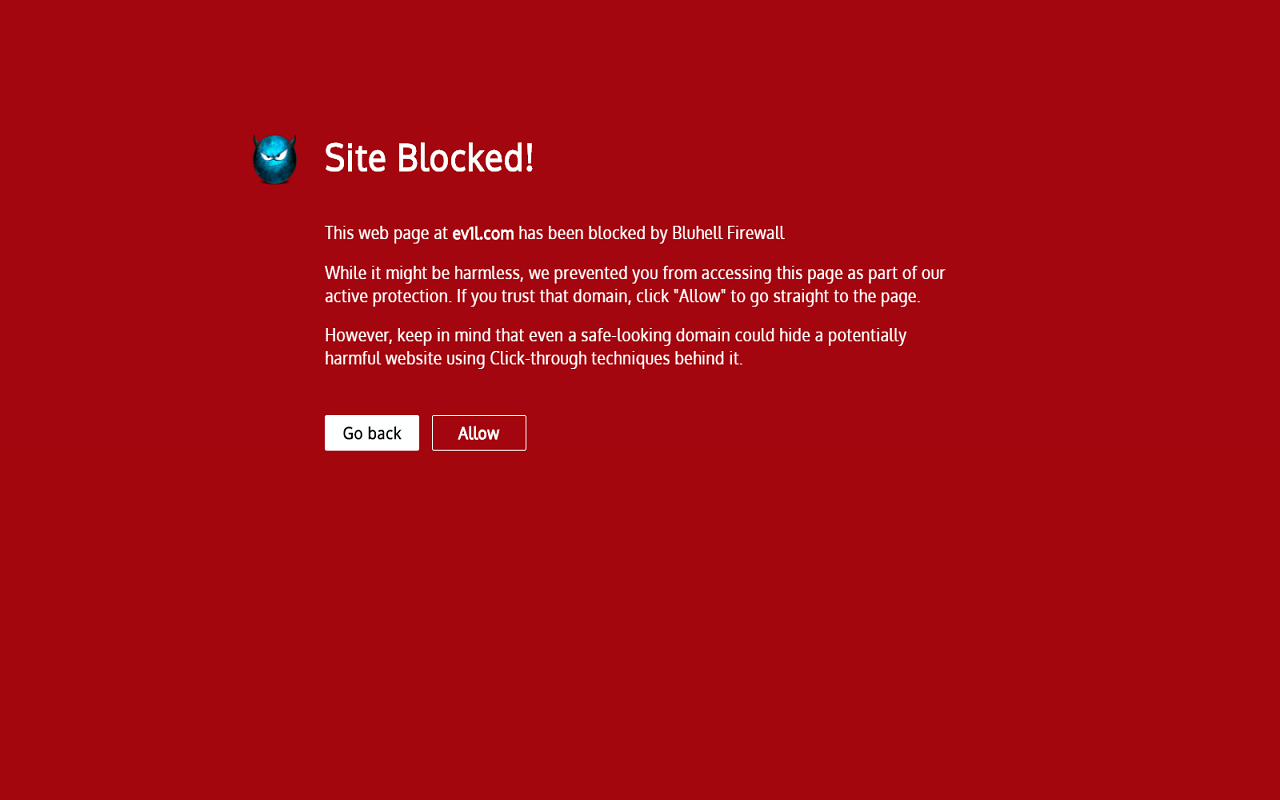 Site Blocked!
This web page at ev1l.com has been blocked by Bluhell Firewall
While it might be harmless, we prevented you from accessing this page as part of our
active protection. If you trust that domain, click "Allow" to go straight to the page.
However, keep in mind that even a safe-looking domain could hide a potentially
harmful website using Click-through techniques behind it.
Go back
Allow